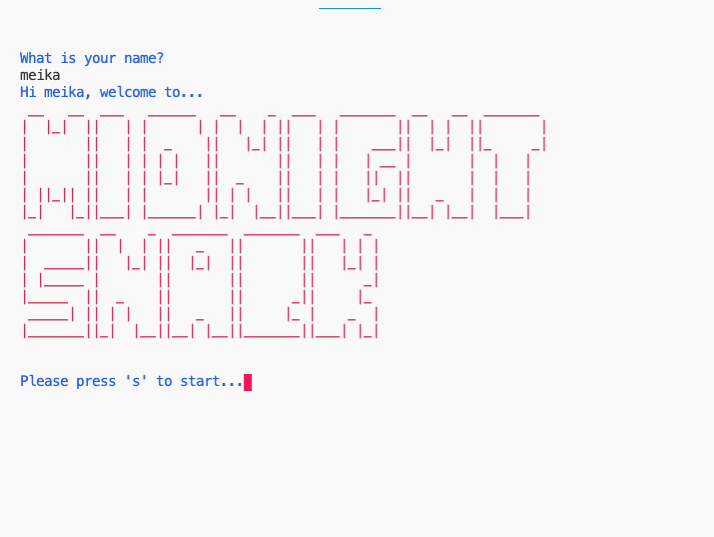 What is your name?
meika
Hi meika, welcome to...
MIDNIGHT
SNACK
Please press 's' to start...